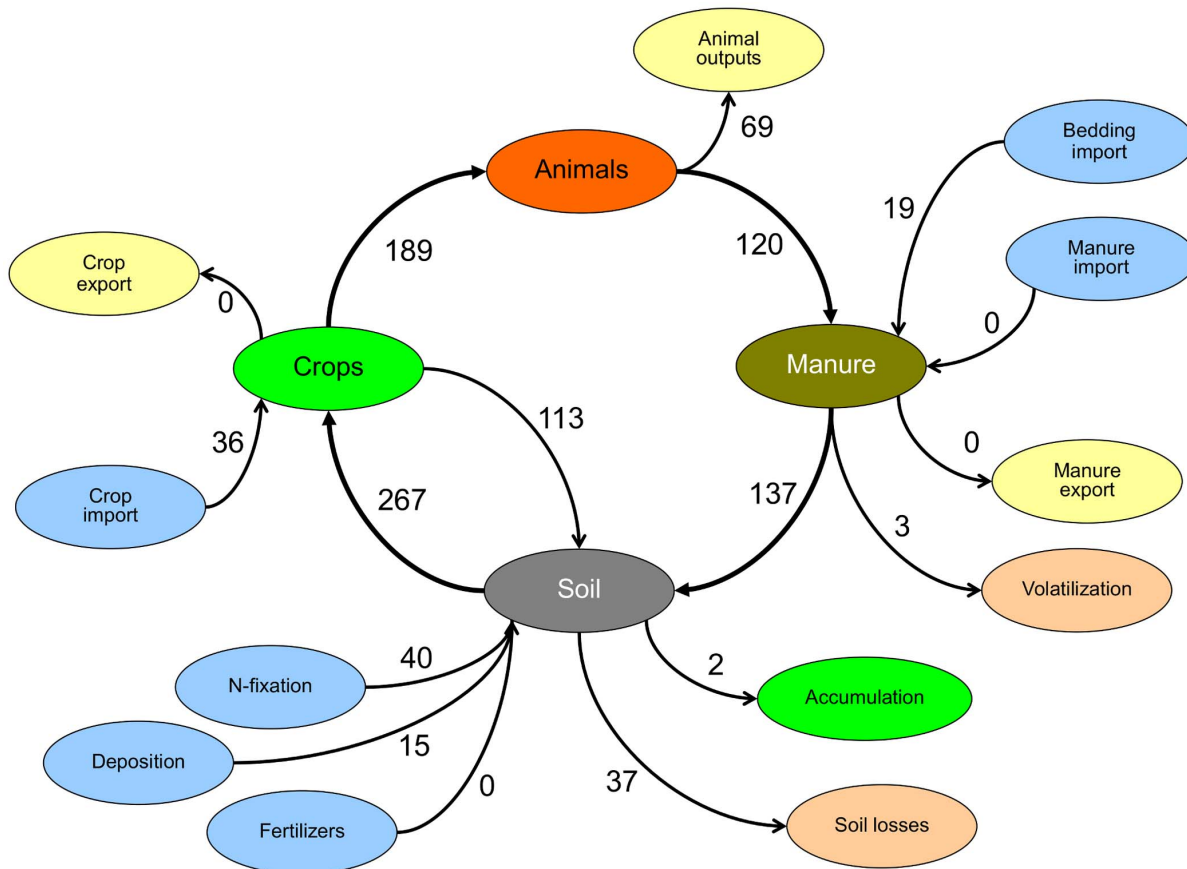 Animal
outputs
69
Animals
Bedding
import
19
189
120
Manure
import
Crop
export
0
0
Crops
Manure
113
36
0
Crop
import
267
137
Manure
export
3
Soil
Volatilization
40
N-fixation
2
Accumulation
15
Deposition
0
37
Fertilizers
Soil losses